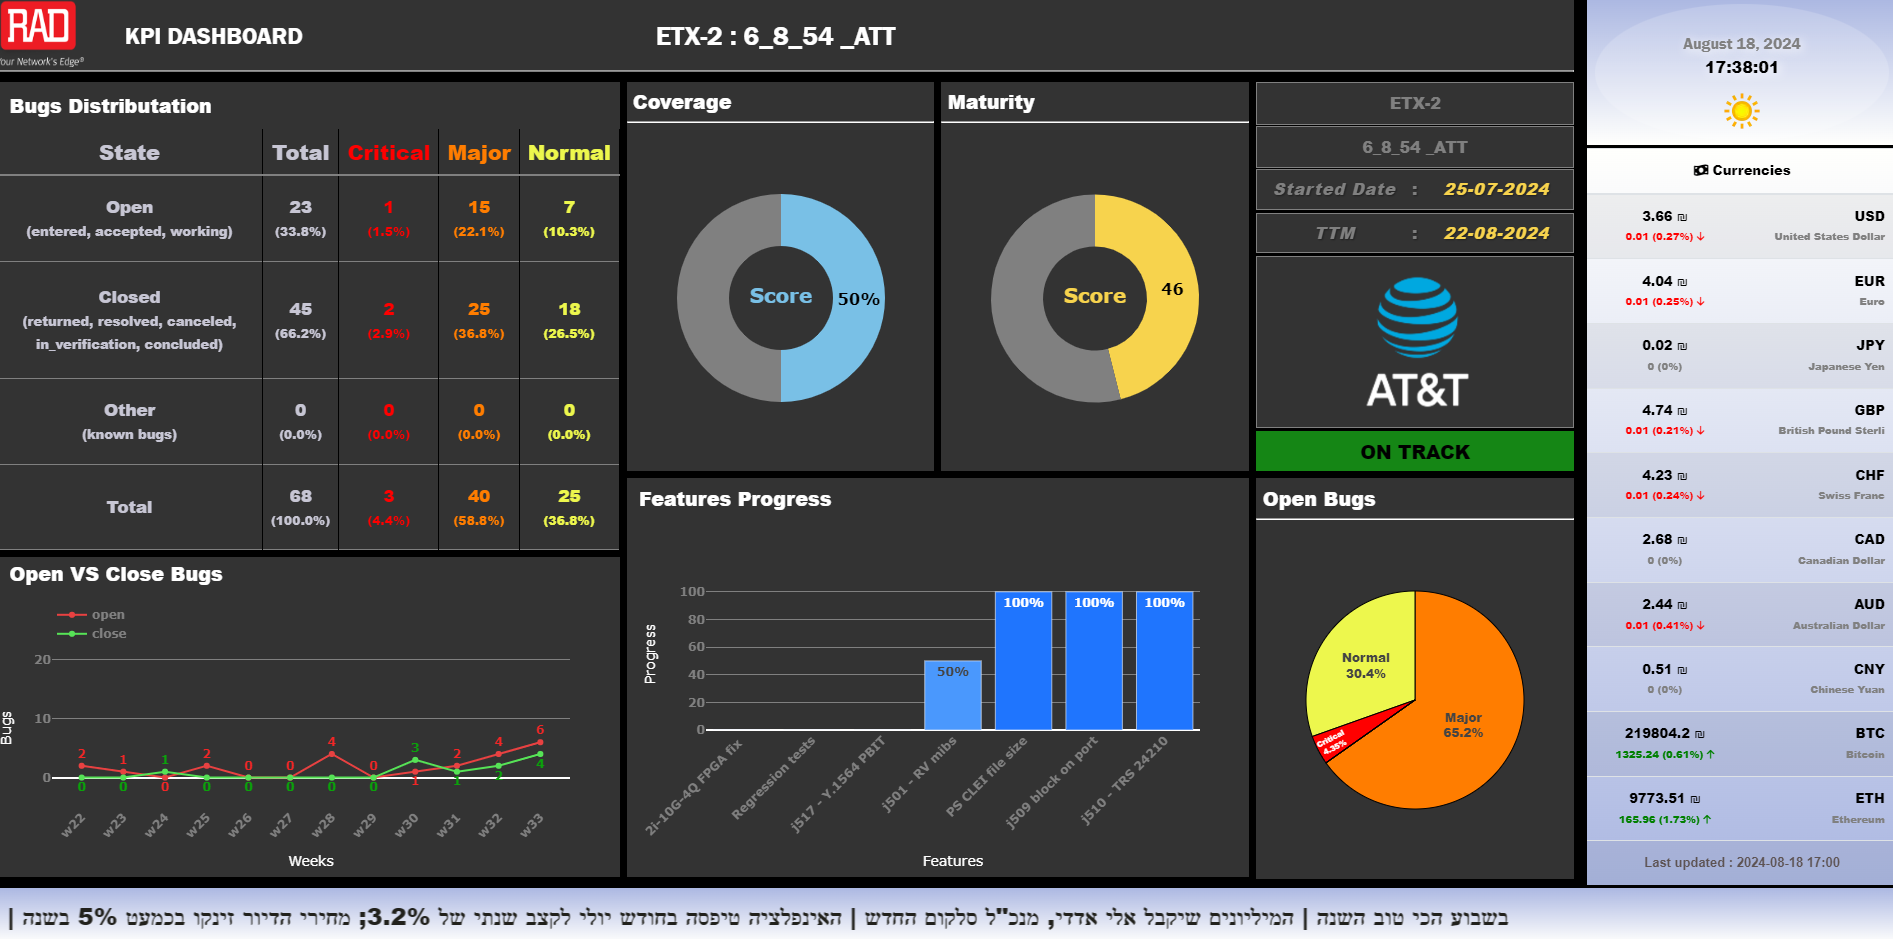 RAD
Your Network's Edge®
KPI DASHBOARD
ETX-2 : 6_8_54 _ATT
Bugs Distributation
State Total Critical Major Normal
Open 23 1 15 7
(entered, accepted, working) (33.8%) (1.5%) (22.1%) (10.3%)
Closed
(returned, resolved, canceled,
in_verification, concluded)
45 2 25 18
(66.2%) (2.9%) (36.8%) (26.5%)
Other 0 0 0 0
(known bugs) (0.0%) (0.0%) (0.0%) (0.0%)
Total
68 3 40 25
(100.0%) (4.4%) (58.8%) (36.8%)
Coverage
Score
50%
Maturity
Score
46
ETX-2
6_8_54 _ATT
Started Date : 25-07-2024
TTM : 22-08-2024
AT&T
ON TRACK
Open VS Close Bugs
open
close
20
10
0
Bugs
2 1 0 2 0 0 4 0 1 2 4 6
0 0 1 0 0 0 0 0 3 1 2 4
w22 w23 w24 w25 w26 w27 w28 w29 w30 w31 w32 w33
Weeks
Features Progress
Progress
100
80
60
40
20
0
50% 100% 100% 100%
2i-10G-4Q FPGA fix
Regression tests
j517 - Y.1564 PBIT
j501 - RV mibs
PS CLEI file size
j509 block on port
j510 - TRS 24210
Features
Open Bugs
Normal
30.4%
Major
65.2%
Critical
4.35%
August 18, 2024
17:38:01
Currencies
3.66 ₪ USD
0.01 (0.27%) ↓ United States Dollar
4.04 ₪ EUR
0.01 (0.25%) ↓ Euro
0.02 ₪ JPY
0 (0%) Japanese Yen
4.74 ₪ GBP
0.01 (0.21%) ↓ British Pound Sterli
4.23 ₪ CHF
0.01 (0.24%) ↓ Swiss Franc
2.68 ₪ CAD
0 (0%) Canadian Dollar
2.44 ₪ AUD
0.01 (0.41%) ↓ Australian Dollar
0.51 ₪ CNY
0 (0%) Chinese Yuan
219804.2 ₪ BTC
1325.24 (0.61%) ↑ Bitcoin
9773.51 ₪ ETH
165.96 (1.73%) ↑ Ethereum
Last updated : 2024-08-18 17:00
בשבוע הכי טוב השנה | המיליונים שיקבל אלי אדדי, מנכ"ל סלקום החדש | האינפלציה טיפסה בחודש יולי לקצב שנתי של 3.2%; מחירי הדיור זינקו בכמעט 5% בשנה |